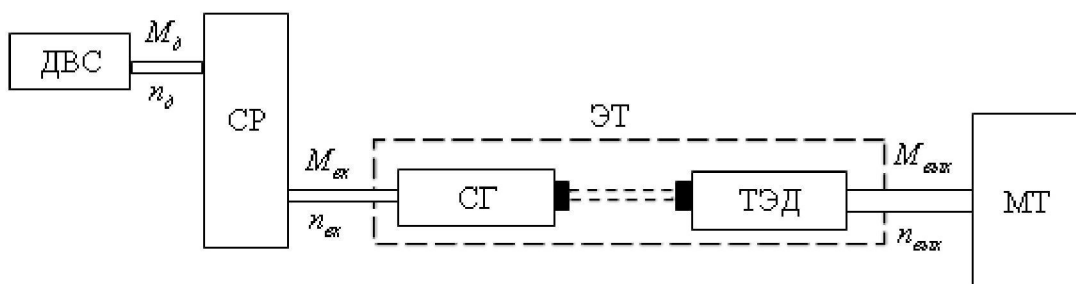 ДВС
M_д
n_д
СР
M_вх
n_вх
ЭТ
СГ
ТЭД
M_вых
n_вых
МТ